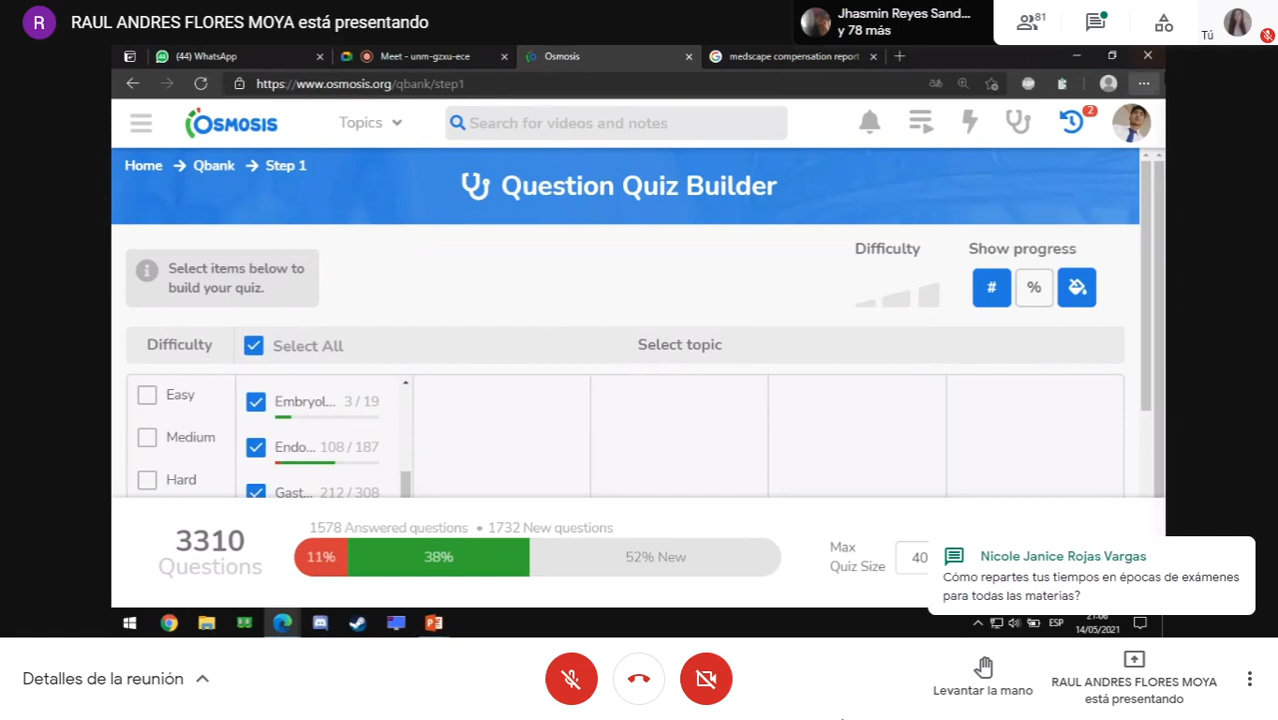 R RAUL ANDRES FLORES MOYA está presentando
Jhasmin Reyes Sand...
y 78 más
81
Tú
(44) WhatsApp
Meet - unm-gzxu-ece
Osmosis
medscape compensation report
https://www.osmosis.org/qbank/step1
OSMOSIS
Topics
Search for videos and notes
2
Home → Qbank → Step 1
Question Quiz Builder
Select items below to
build your quiz.
Difficulty
Show progress
#
%
Difficulty
Select All
Select topic
Easy
Medium
Hard
Embryol... 3 / 19
Endo... 108 / 187
Gast... 212 / 308
3310
Questions
1578 Answered questions • 1732 New questions
11%
38%
52% New
Max
Quiz Size
40
Nicole Janice Rojas Vargas
Cómo repartes tus tiempos en épocas de exámenes
para todas las materias?
ESP
14/05/2021
Detalles de la reunión
Levantar la mano
RAUL ANDRES FLORES MOYA
está presentando